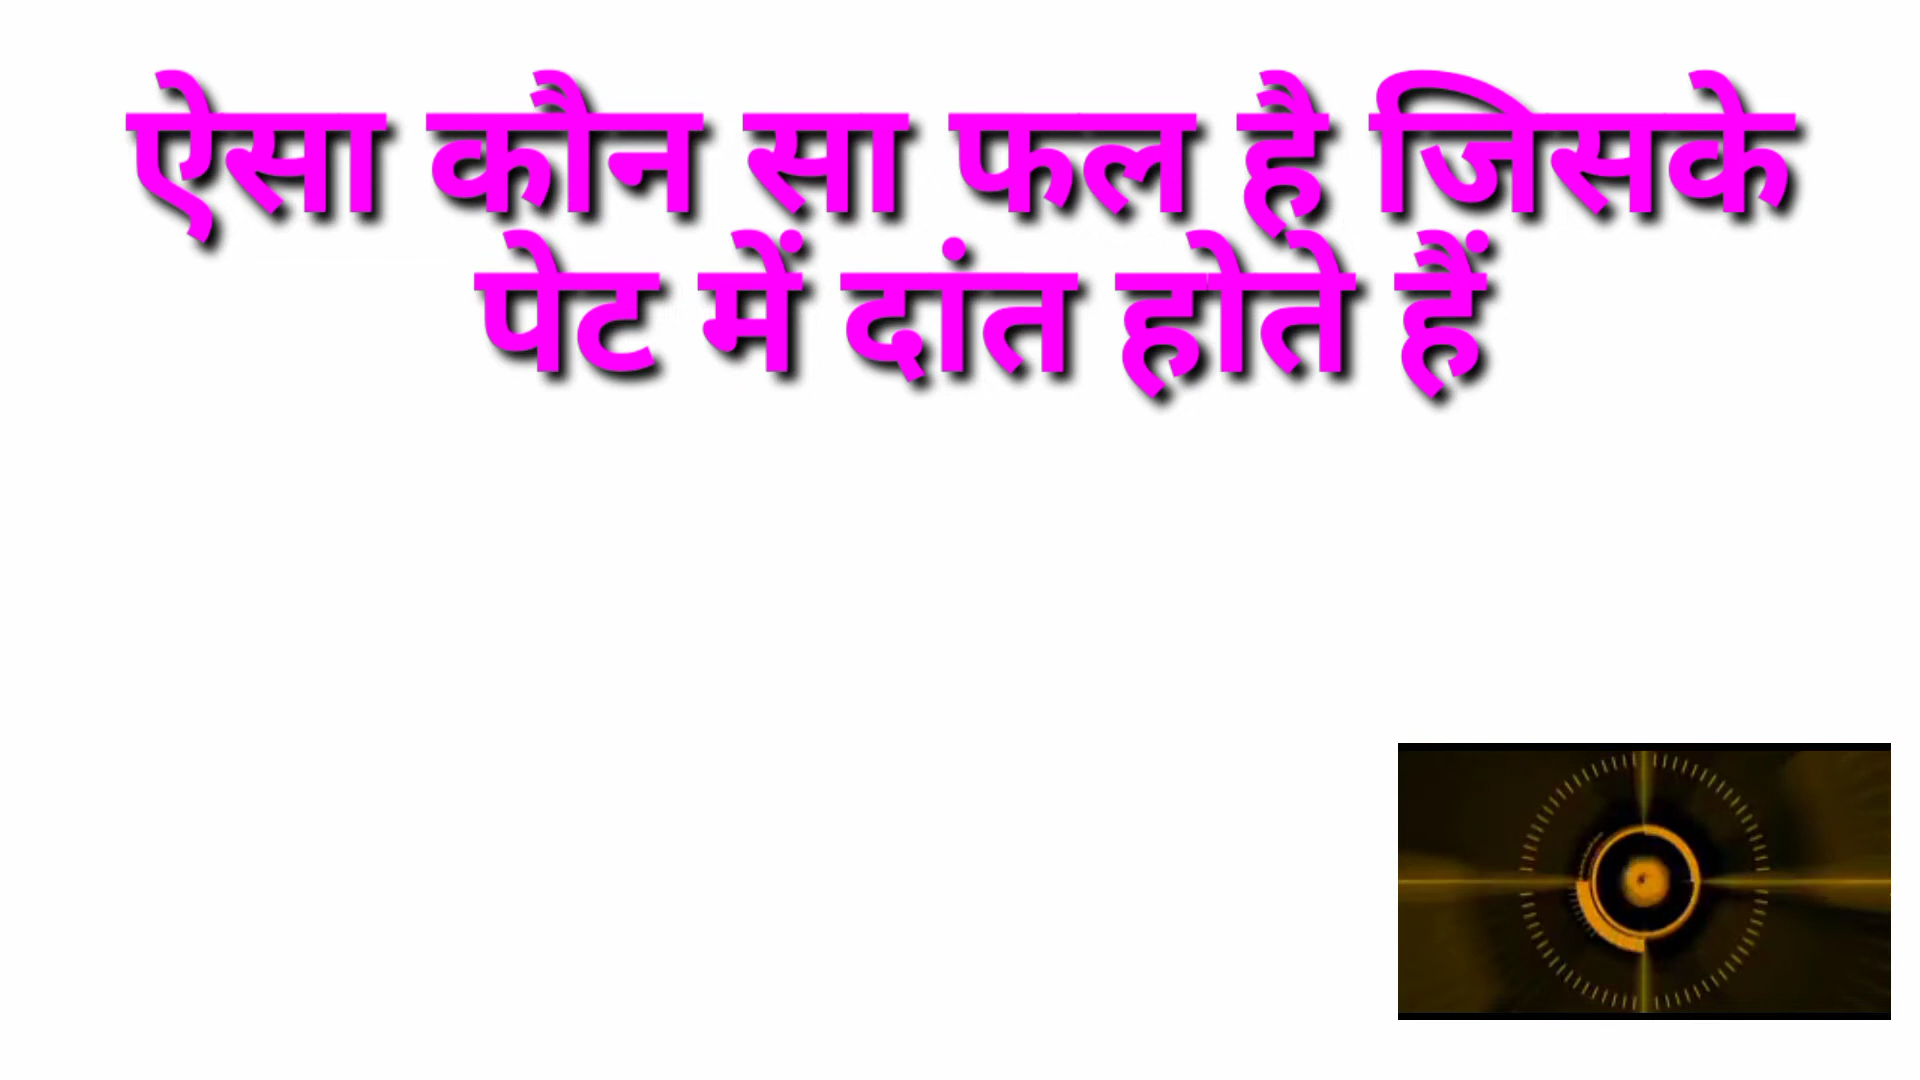 ऐसा कौन सा फल है जिसके
पेट में दांत होते हैं